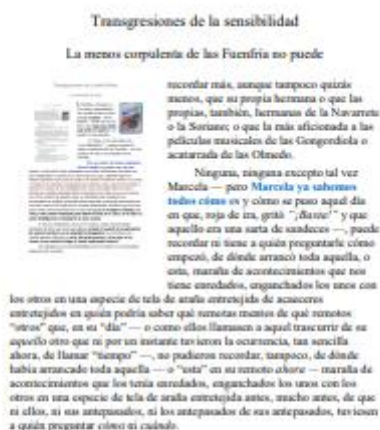 Transgresiones de la sensibilidad
La menos corpulenta de las Fuenfría no puede
recordar más, aunque tampoco quizás
menos, que su propia hermana o que las
propias, también, hermanas de la Navarrete
o la Soriano; o que la más aficionada a las
películas musicales de las Gongordiola o
acatarrada de las Olmedo.
Ninguna, ninguna excepto tal vez
Marcela — pero Marcela ya sabemos
todos cómo es y cómo se puso aquel día
en que, roja de ira, gritó "¡Basta!" y que
aquello era una sarta de sandeces —, puede
recordar ni tiene a quién preguntarle cómo
empezó, de dónde arrancó toda aquella, o
esta, maraña de acontecimientos que nos
tiene enredados, enganchados los unos con
los otros en una especie de tela de araña entretejida de acaeceres
entretejidos en quién podría saber qué remotas mentes de qué remotos
"otros" que, en su "día" — o como ellos llamasen a aquel trascurrir de su
aquello otro que ni por un instante tuvieron la ocurrencia, tan sencilla
ahora, de llamar "tiempo" —, no pudieron recordar, tampoco, de dónde
había arrancado toda aquella — o "esta" en su remoto ahora — maraña de
acontecimientos que los tenía enredados, enganchados los unos con los
otros en una especie de tela de araña entretejida antes, mucho antes, de que
ni ellos, ni sus antepasados, ni los antepasados de sus antepasados, tuviesen
a quién preguntar cómo ni cuándo.